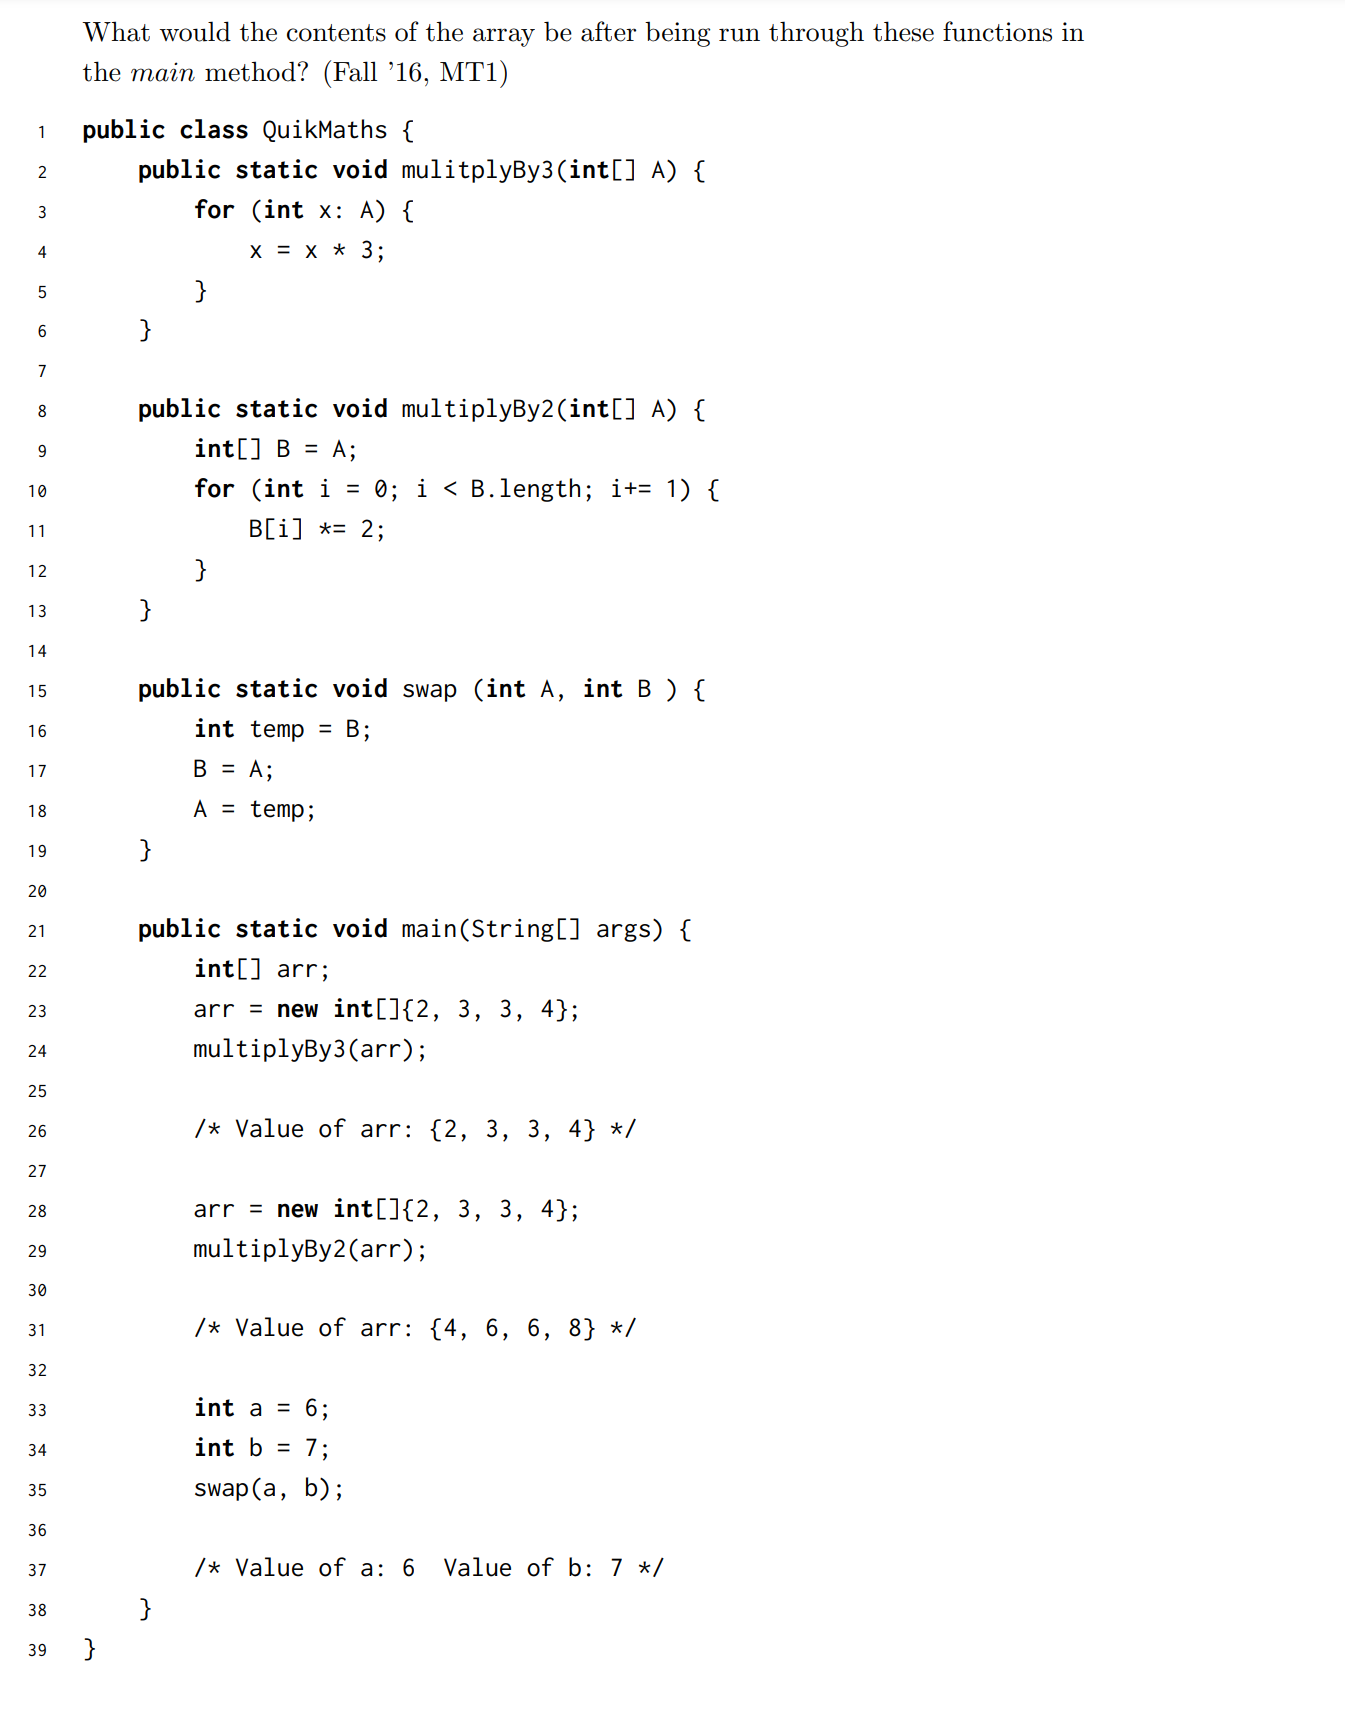 What would the contents of the array be after being run through these functions in
the main method? (Fall ’16, MT1)
1 public class QuikMaths {
2     public static void mulitplyBy3(int[] A) {
3         for (int x: A) {
4             x = x * 3;
5         }
6     }
7
8     public static void multiplyBy2(int[] A) {
9         int[] B = A;
10         for (int i = 0; i < B.length; i+= 1) {
11             B[i] *= 2;
12         }
13     }
14
15     public static void swap (int A, int B ) {
16         int temp = B;
17         B = A;
18         A = temp;
19     }
20
21     public static void main(String[] args) {
22         int[] arr;
23         arr = new int[]{2, 3, 3, 4};
24         multiplyBy3(arr);
25
26         /* Value of arr: {2, 3, 3, 4} */
27
28         arr = new int[]{2, 3, 3, 4};
29         multiplyBy2(arr);
30
31         /* Value of arr: {4, 6, 6, 8} */
32
33         int a = 6;
34         int b = 7;
35         swap(a, b);
36
37         /* Value of a: 6  Value of b: 7 */
38     }
39 }